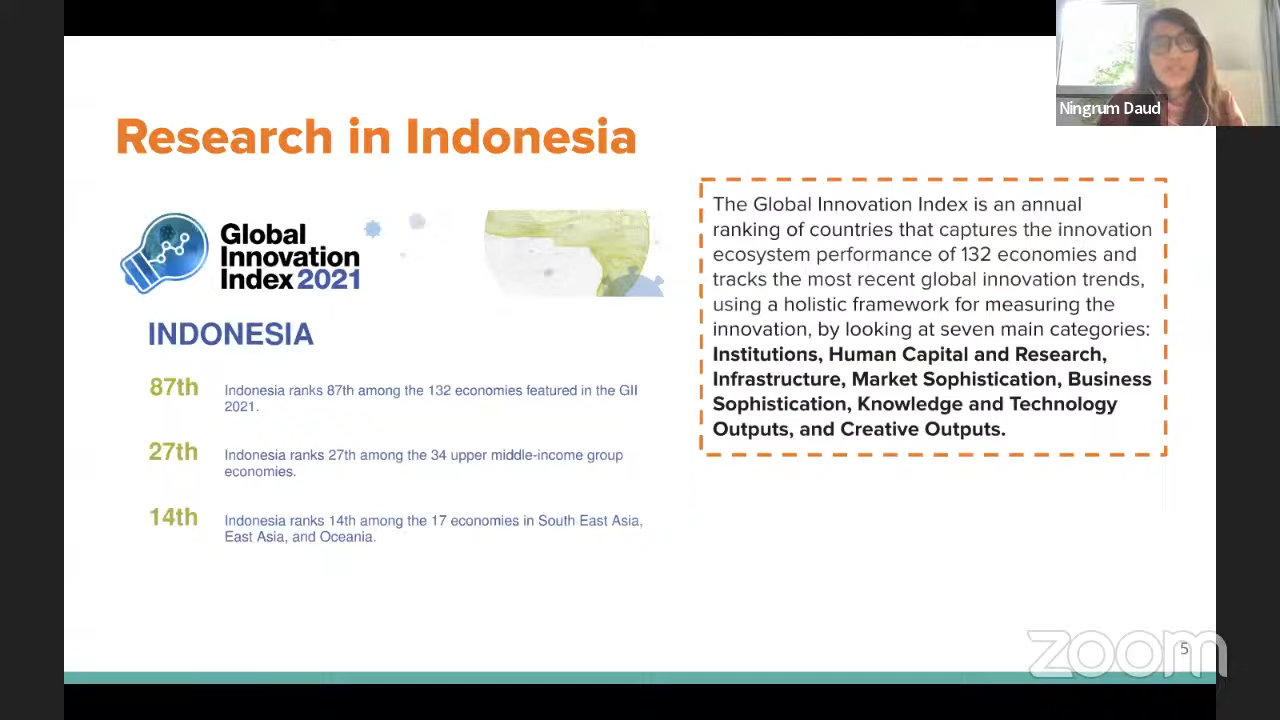 Ningrum Daud
Research in Indonesia
Global
Innovation
Index 2021
INDONESIA
87th
Indonesia ranks 87th among the 132 economies featured in the GII
2021.
27th
Indonesia ranks 27th among the 34 upper middle-income group
economies.
14th
Indonesia ranks 14th among the 17 economies in South East Asia,
East Asia, and Oceania.
The Global Innovation Index is an annual
ranking of countries that captures the innovation
ecosystem performance of 132 economies and
tracks the most recent global innovation trends,
using a holistic framework for measuring the
innovation, by looking at seven main categories:
Institutions, Human Capital and Research,
Infrastructure, Market Sophistication, Business
Sophistication, Knowledge and Technology
Outputs, and Creative Outputs.
zoom
5